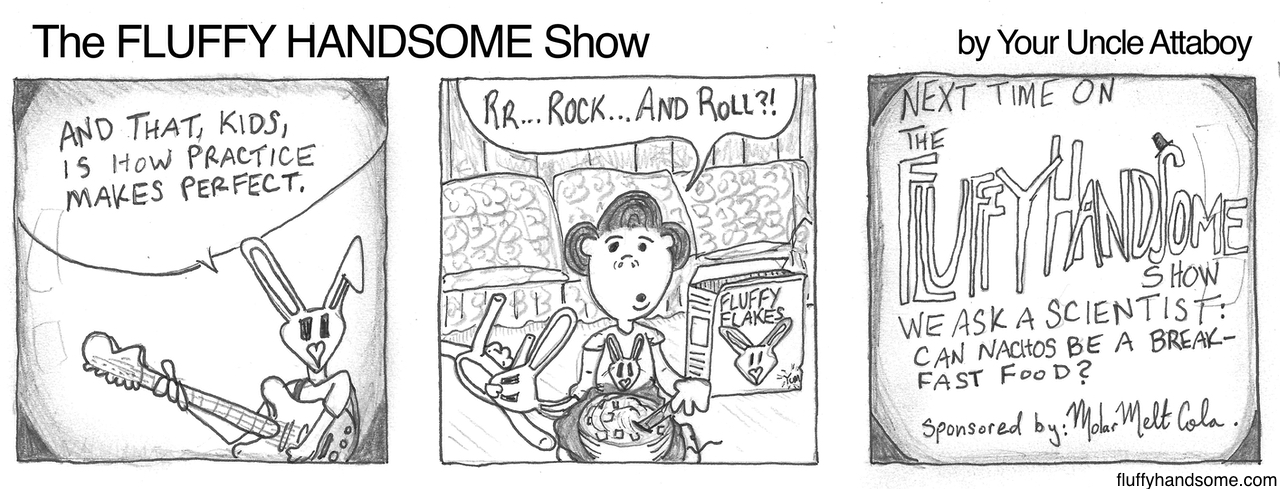 The FLUFFY HANDSOME Show
by Your Uncle Attaboy
AND THAT, KIDS,
IS HOW PRACTICE
MAKES PERFECT.
RR... ROCK... AND ROLL?!
FLUFFY
FLAKES
YUM
NEXT TIME ON
THE
FLUFFY HANDSOME
SHOW
WE ASK A SCIENTIST:
CAN NACHOS BE A BREAK-
FAST FOOD?
Sponsored by: Molar Melt Cola.
fluffyhandsome.com